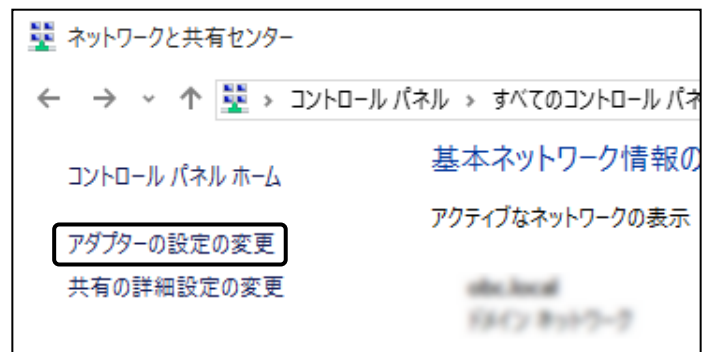 ネットワークと共有センター
コントロール パネル › すべてのコントロール パネ
コントロール パネル ホーム
アダプターの設定の変更
共有の詳細設定の変更
基本ネットワーク情報の
アクティブなネットワークの表示